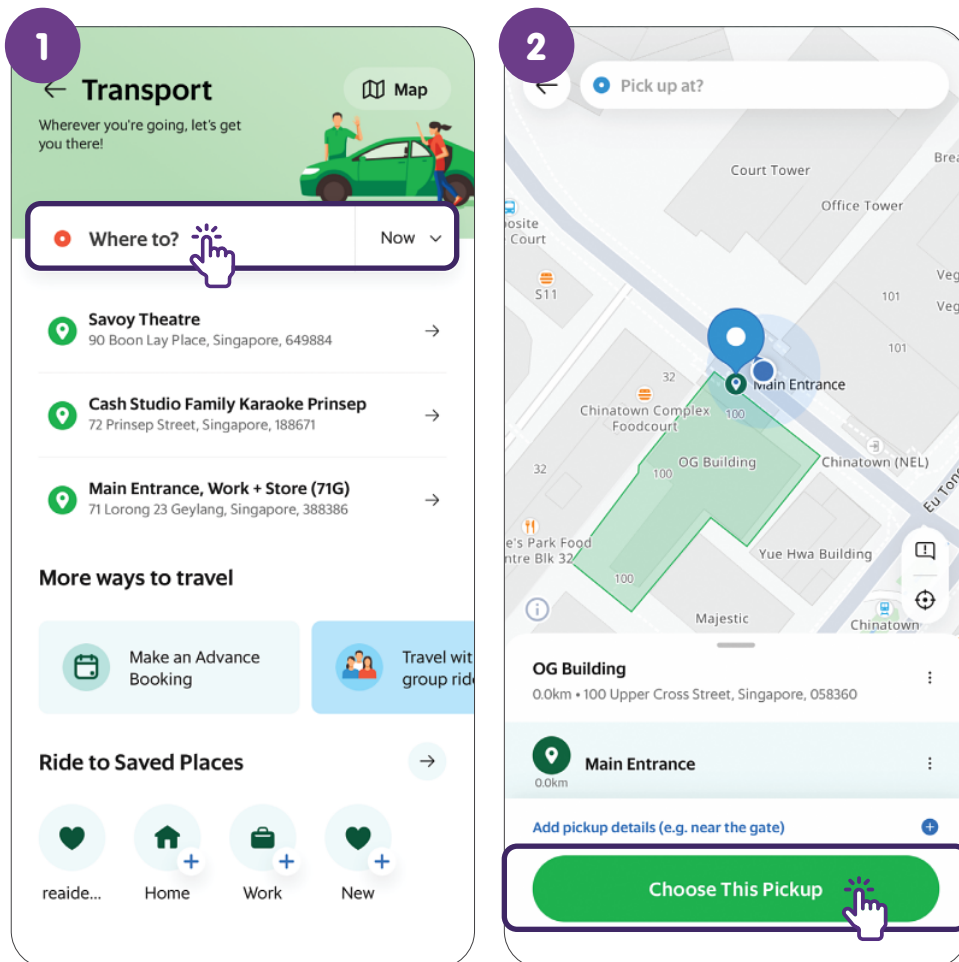 1
Transport
Map
Wherever you're going, let's get
you there!
Where to?
Now
Savoy Theatre
90 Boon Lay Place, Singapore, 649884
Cash Studio Family Karaoke Prinsep
72 Prinsep Street, Singapore, 188671
Main Entrance, Work + Store (71G)
71 Lorong 23 Geylang, Singapore, 388386
More ways to travel
Make an Advance
Booking
Travel wit
group rid
Ride to Saved Places
reaide...
Home
Work
New
2
Pick up at?
Court Tower
Brea
Office Tower
posite
Court
S11
Veg
101
Veg
101
32
Main Entrance
Chinatown Complex
Foodcourt
100
OG Building
Chinatown (NEL)
32
100
Eu Tong
e's Park Food
ntre Blk 32
Yue Hwa Building
100
Majestic
Chinatown
OG Building
0.0km • 100 Upper Cross Street, Singapore, 058360
Main Entrance
0.0km
Add pickup details (e.g. near the gate)
Choose This Pickup